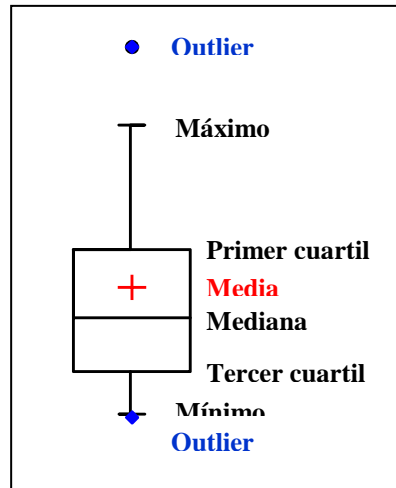 Outlier
Máximo
Primer cuartil
Media
Mediana
Tercer cuartil
Mínimo
Outlier